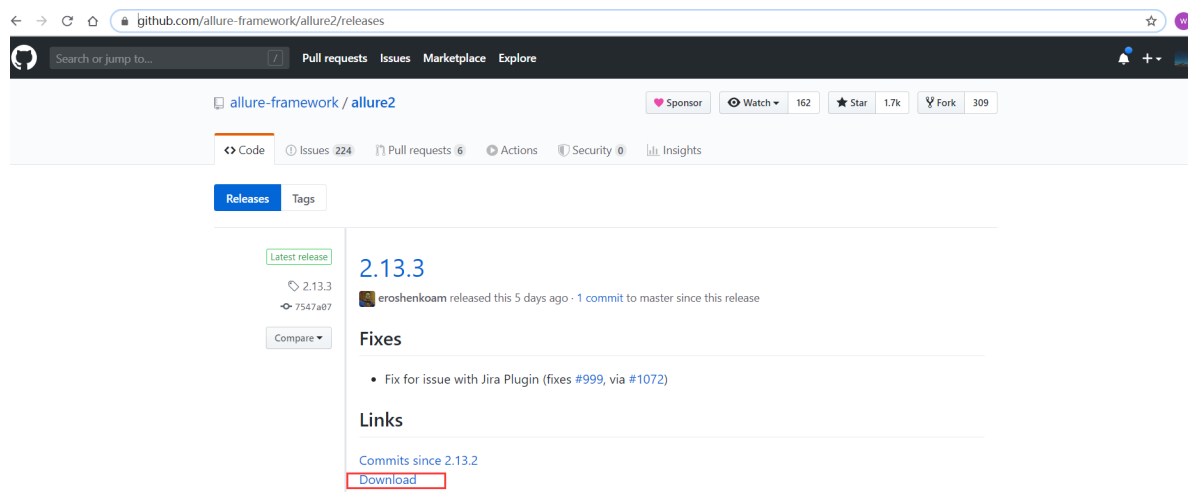 github.com/allure-framework/allure2/releases
W
Search or jump to... / Pull requests Issues Marketplace Explore
allure-framework / allure2 Sponsor Watch 162 Star 1.7k Fork 309
Code Issues 224 Pull requests 6 Actions Security 0 Insights
Releases Tags
Latest release
2.13.3
2.13.3
7547a07
Compare
eroshenkoam released this 5 days ago · 1 commit to master since this release
Fixes
• Fix for issue with Jira Plugin (fixes #999, via #1072)
Links
Commits since 2.13.2
Download